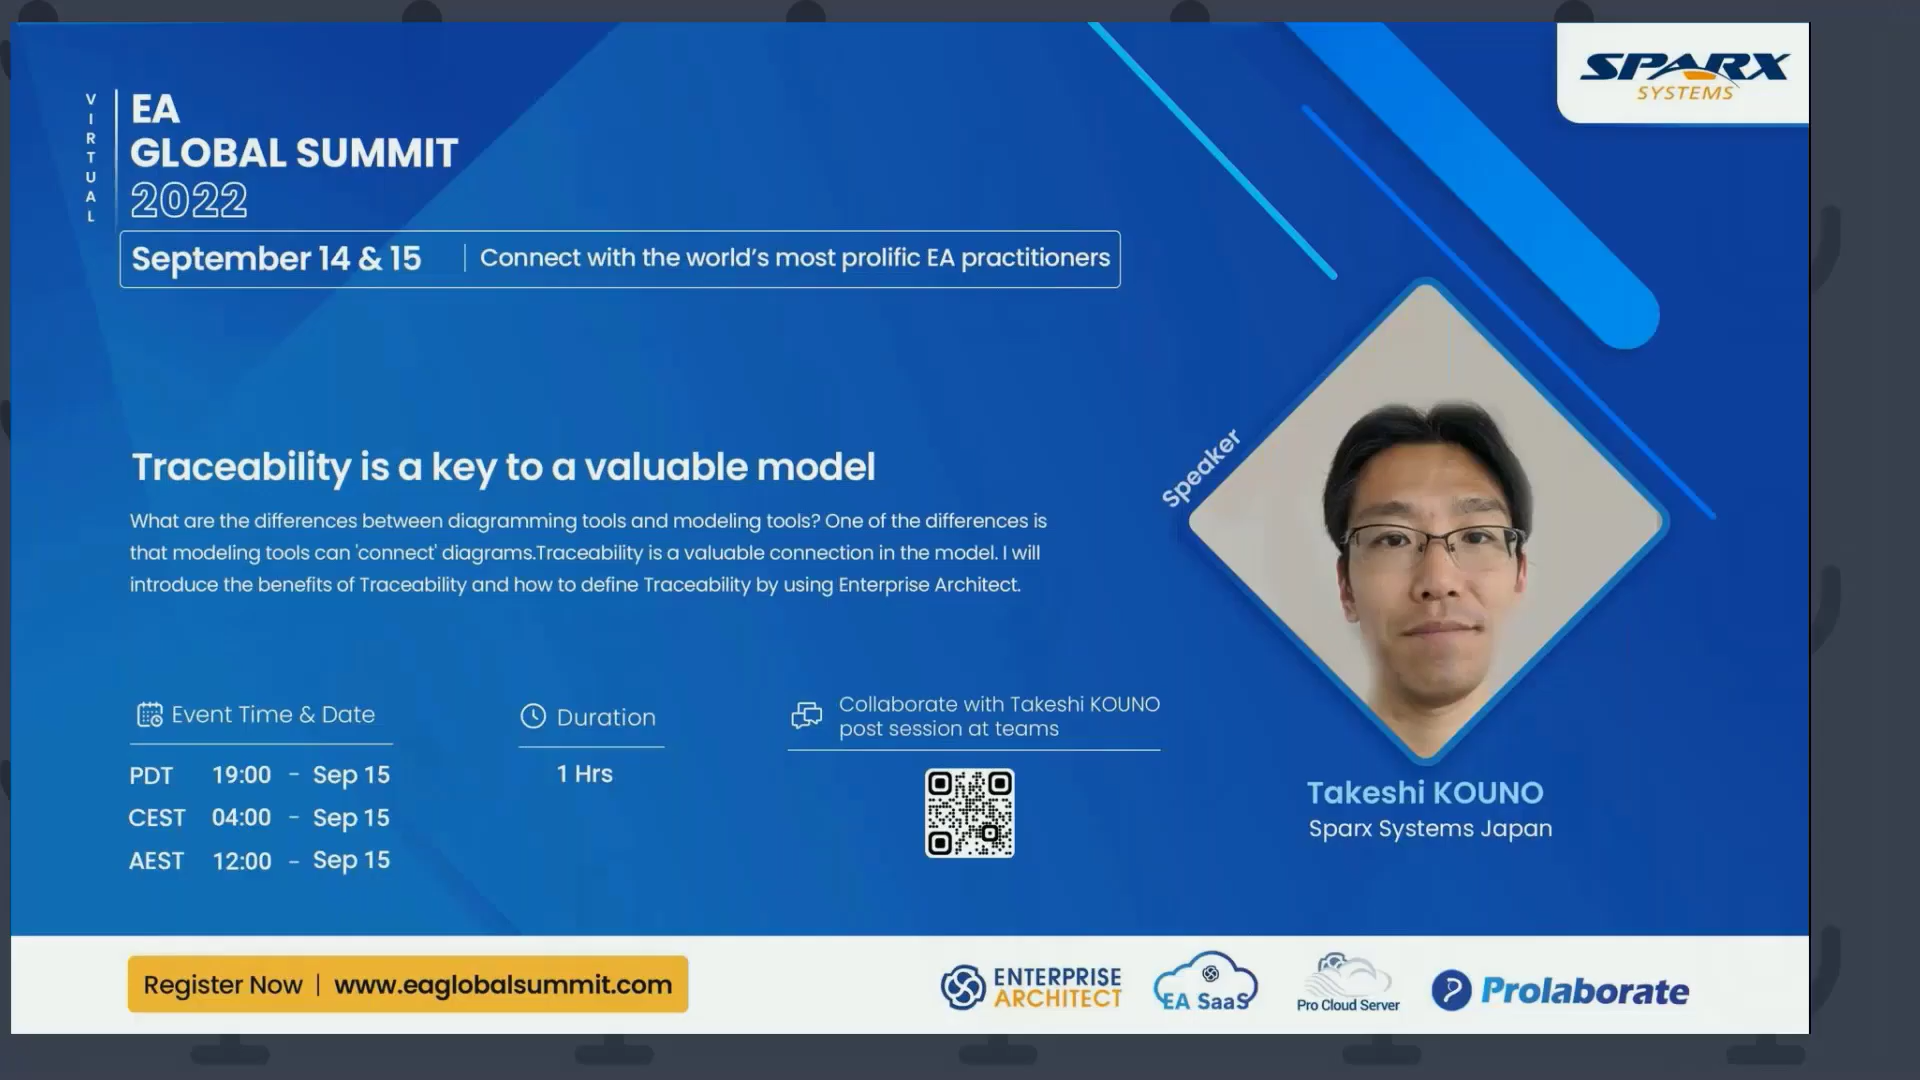 SPARX
SYSTEMS
VIRTUAL
EA
GLOBAL SUMMIT
2022
September 14 & 15 | Connect with the world's most prolific EA practitioners
Speaker
Traceability is a key to a valuable model
What are the differences between diagramming tools and modeling tools? One of the differences is
that modeling tools can 'connect' diagrams.Traceability is a valuable connection in the model. I will
introduce the benefits of Traceability and how to define Traceability by using Enterprise Architect.
Event Time & Date
PDT 19:00 - Sep 15
CEST 04:00 - Sep 15
AEST 12:00 - Sep 15
Duration
1 Hrs
Collaborate with Takeshi KOUNO
post session at teams
Takeshi KOUNO
Sparx Systems Japan
Register Now | www.eaglobalsummit.com
ENTERPRISE
ARCHITECT
EA SaaS
Pro Cloud Server
Prolaborate